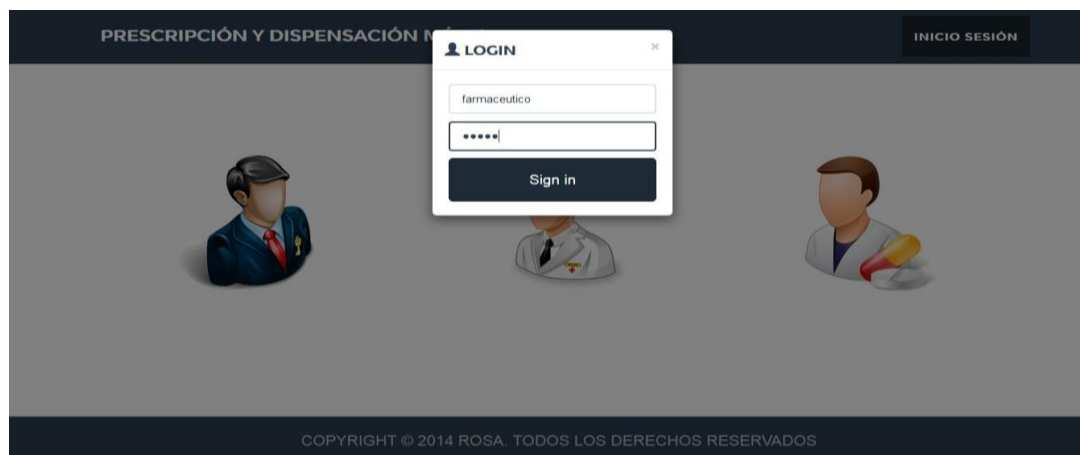 PRESCRIPCIÓN Y DISPENSACIÓN
INICIO SESIÓN
LOGIN
×
farmaceutico
•••••
Sign in
COPYRIGHT © 2014 ROSA. TODOS LOS DERECHOS RESERVADOS